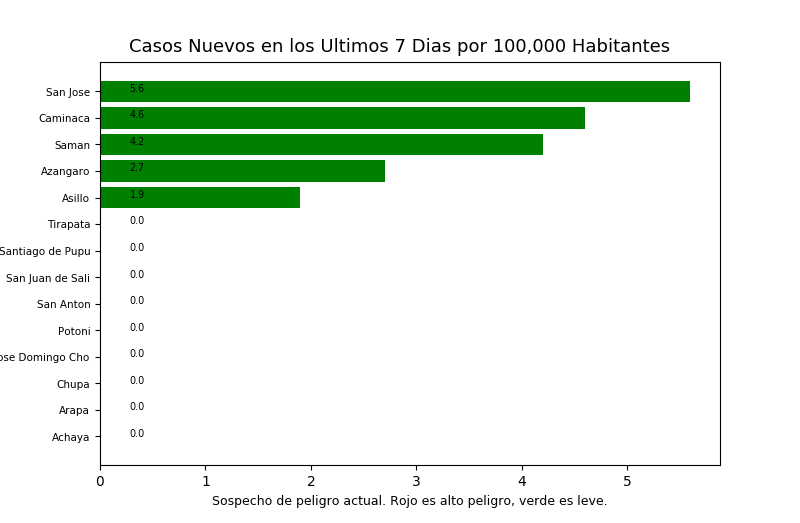 Casos Nuevos en los Ultimos 7 Dias por 100,000 Habitantes
San Jose 5.6
Caminaca 4.6
Saman 4.2
Azangaro 2.7
Asillo 1.9
Tirapata 0.0
Santiago de Pupu 0.0
San Juan de Sali 0.0
San Anton 0.0
Potoni 0.0
ose Domingo Cho 0.0
Chupa 0.0
Arapa 0.0
Achaya 0.0
0 1 2 3 4 5
Sospecho de peligro actual. Rojo es alto peligro, verde es leve.